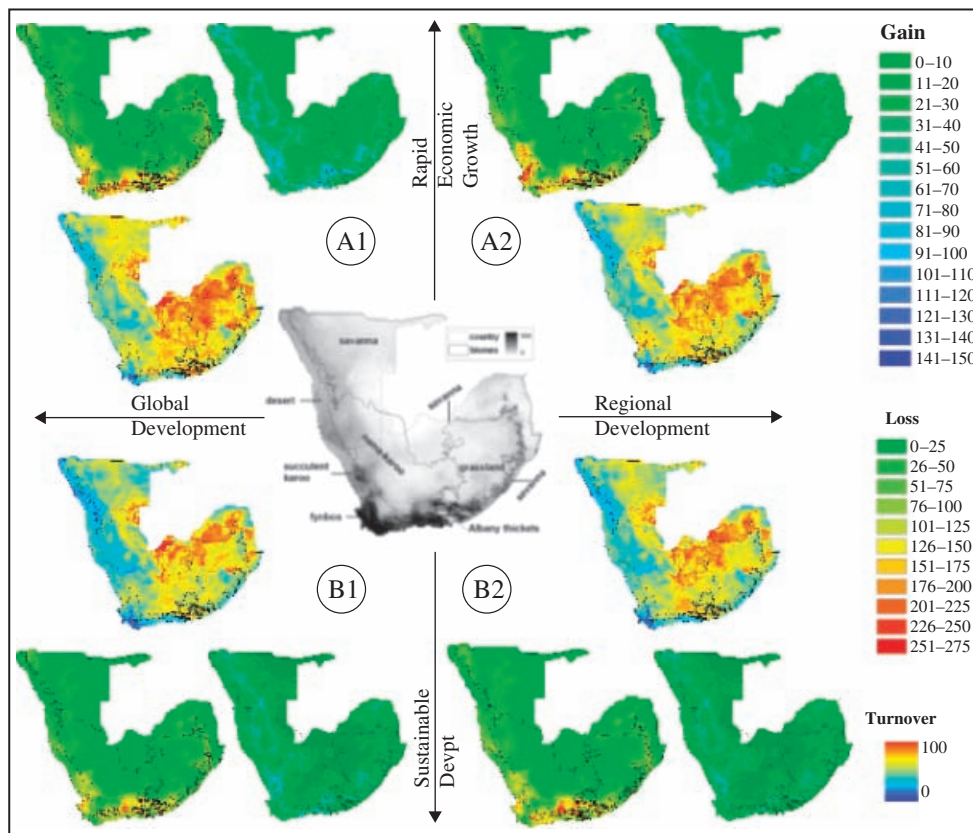 Gain
0–10
11–20
21–30
31–40
41–50
51–60
61–70
71–80
81–90
91–100
101–110
111–120
121–130
131–140
141–150
Rapid
Economic
Growth
A1
A2
country
biomes
savanna
savanna
desert
nama-karoo
succulent
karoo
grassland
savanna
fynbos
Albany thickets
Global
Development
Regional
Development
Loss
0–25
26–50
51–75
76–100
101–125
126–150
151–175
176–200
201–225
226–250
251–275
B1
B2
Sustainable
Devpt
Turnover
100
0